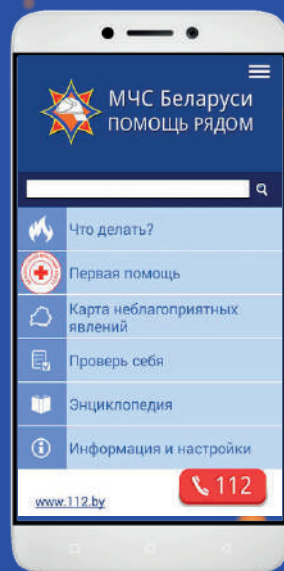 МЧС Беларуси
ПОМОЩЬ РЯДОМ
Что делать?
Первая помощь
Карта неблагоприятных
явлений
Проверь себя
Энциклопедия
Информация и настройки
112
www.112.by